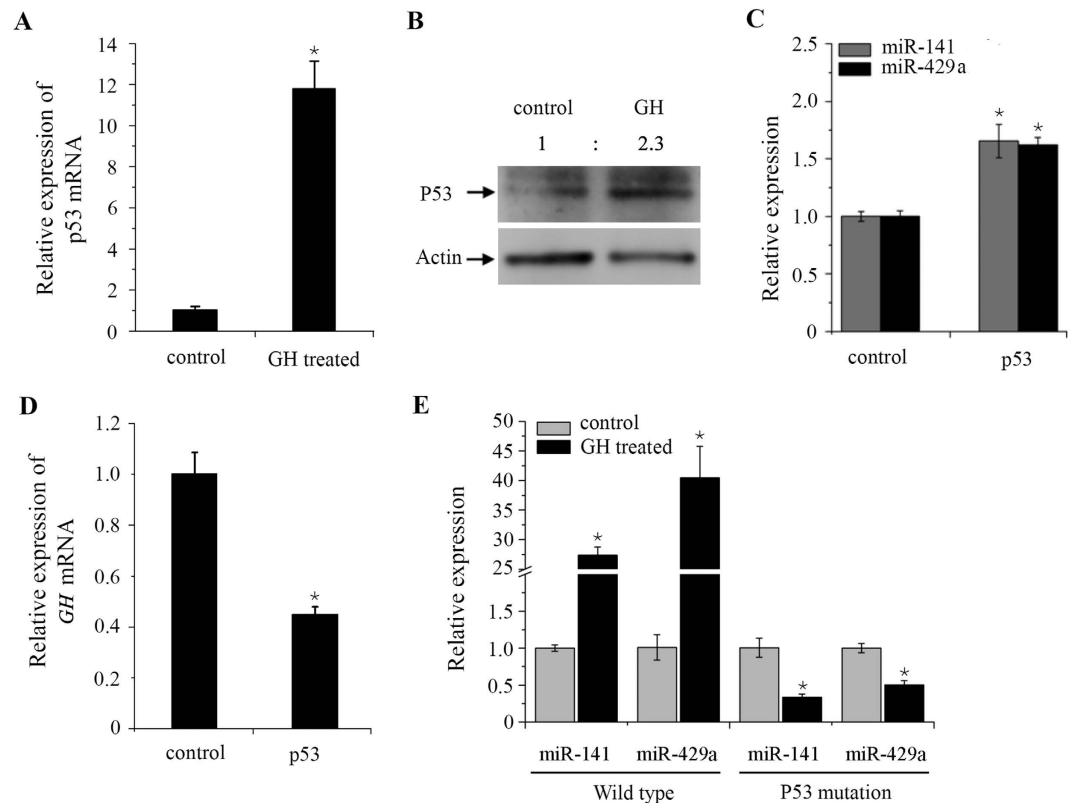 A
Relative expression of
p53 mRNA
14
12
10
8
6
4
2
0
*
control
GH treated
B
control GH
1 : 2.3
P53
Actin
C
miR-141
miR-429a
Relative expression
2.5
2.0
1.5
1.0
0.5
0
* *
control
p53
D
Relative expression of
GH mRNA
1.2
1.0
0.8
0.6
0.4
0.2
0
*
control
p53
E
control
GH treated
Relative expression
50
45
40
35
30
25
1.5
1.0
0.5
0
*
*
*
*
miR-141 miR-429a miR-141 miR-429a
Wild type P53 mutation